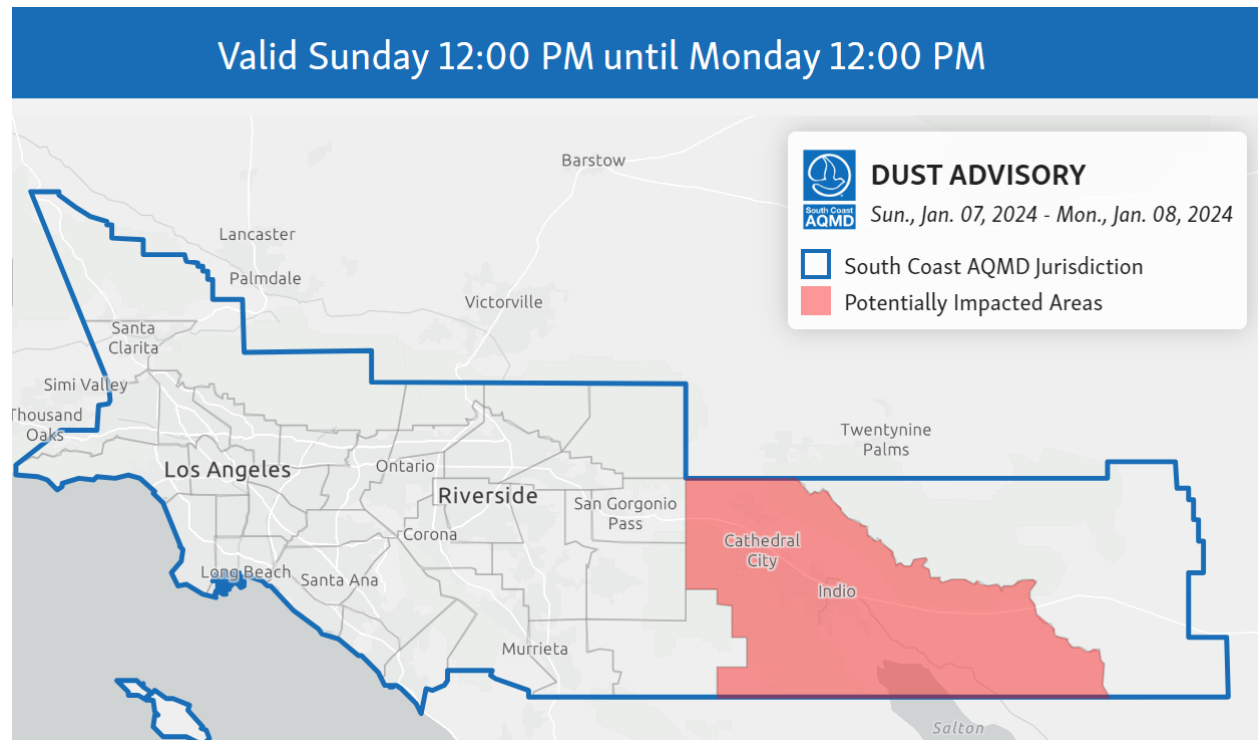 Valid Sunday 12:00 PM until Monday 12:00 PM
DUST ADVISORY
Sun., Jan. 07, 2024 - Mon., Jan. 08, 2024
South Coast
AQMD
South Coast AQMD Jurisdiction
Potentially Impacted Areas
Barstow
Lancaster
Palmdale
Victorville
Santa
Clarita
Simi Valley
Thousand
Oaks
Twentynine
Palms
Los Angeles
Ontario
Riverside
San Gorgonio
Pass
Corona
Cathedral
City
Long Beach
Santa Ana
Indio
Murrieta
Salton